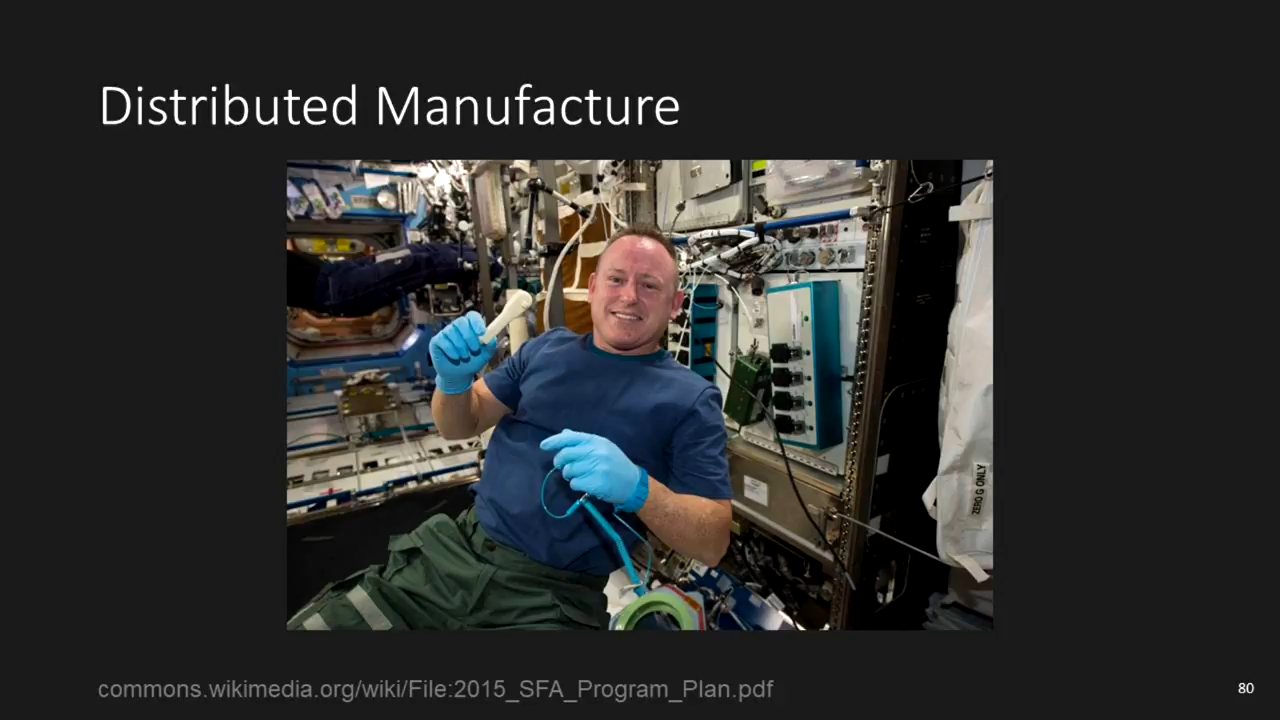 Distributed Manufacture
ZERO G ONLY
commons.wikimedia.org/wiki/File:2015_SFA_Program_Plan.pdf
80